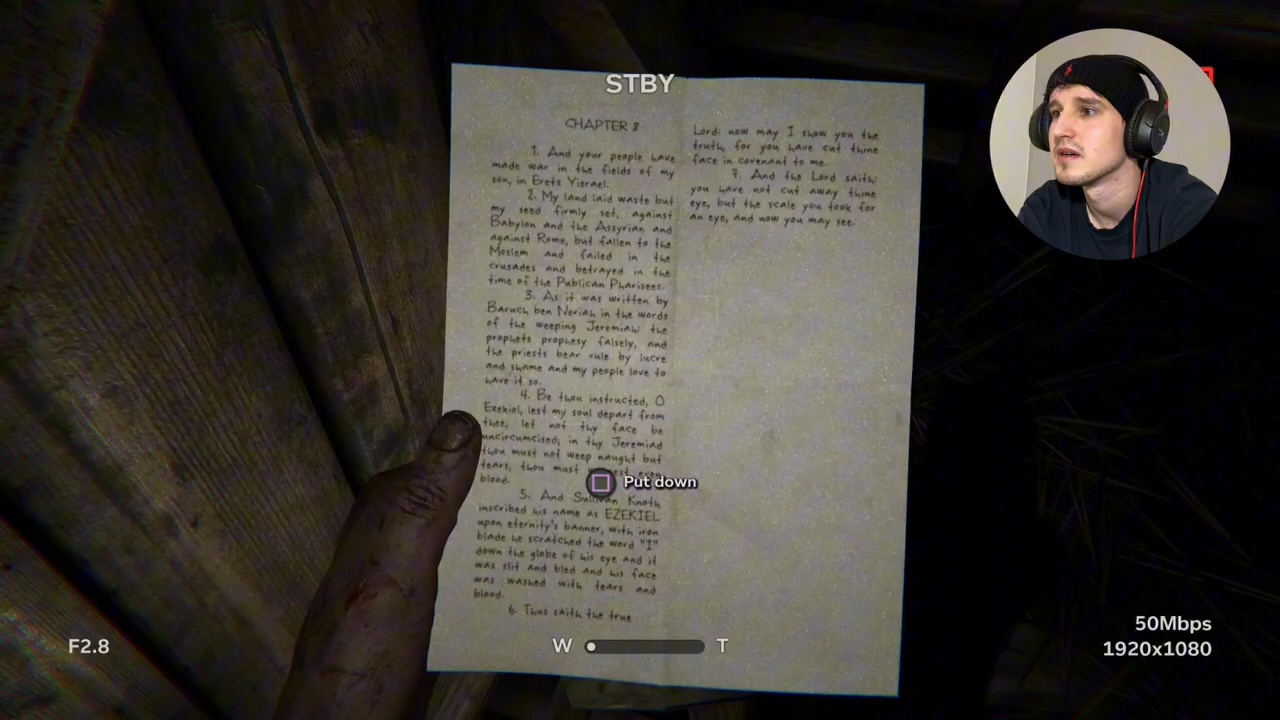 STBY
CHAPTER 8
1. And your people have
made war in the fields of my
son, in Eretz Yisrael.
2. My land laid waste but
my seed firmly set, against
Babylon and the Assyrian and
against Rome, but fallen to the
Moslem and failed in the
crusades and betrayed in the
time of the Publican Pharisees.
3. As it was written by
Baruch ben Neriah in the words
of the weeping Jeremiah: the
prophets prophesy falsely, and
the priests bear rule by lucre
and shame and my people love to
have it so.
4. Be thou instructed, O
Ezekiel, lest my soul depart from
thee, let not thy face be
uncircumcised; in thy Jeremiad
thou must not weep naught but
tears, thou must even
blood.
5. And Sullivan Knoth
inscribed his name as EZEKIEL
upon eternity's banner, with iron
blade he scratched the word "I"
down the globe of his eye and it
was slit and bled and his face
was washed with tears and
blood.
6. Thus saith the true
Lord: now may I show you the
truth, for you have cut thine
face in covenant to me.
7. And the Lord saith:
you have not cut away thine
eye, but the scale you took for
an eye, and now you may see.
Put down
F2.8
W T
50Mbps
1920x1080